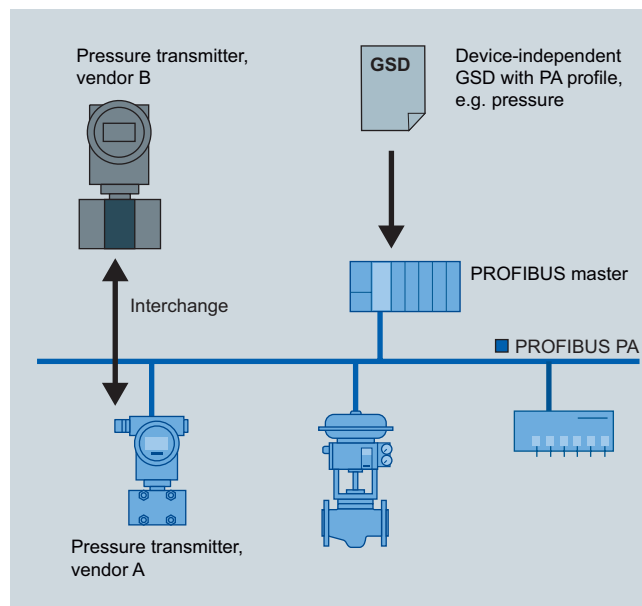 Pressure transmitter,
vendor B
GSD
Device-independent
GSD with PA profile,
e.g. pressure
Interchange
PROFIBUS master
PROFIBUS PA
Pressure transmitter,
vendor A